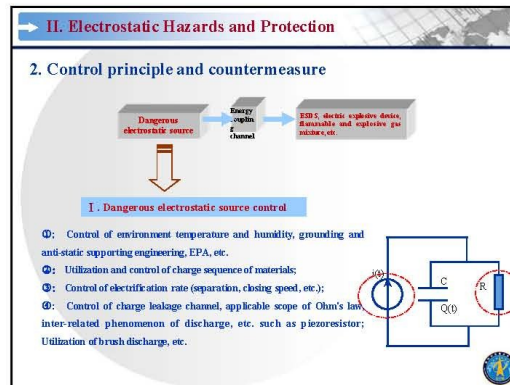 II. Electrostatic Hazards and Protection
2. Control principle and countermeasure
Dangerous
electrostatic source
Energy
couplin
g
channel
ESDS, electric explosive device,
flammable and explosive gas
mixture, etc.
Ⅰ. Dangerous electrostatic source control
①: Control of environment temperature and humidity, grounding and
anti-static supporting engineering, EPA, etc.
②: Utilization and control of charge sequence of materials;
③: Control of electrification rate (separation, closing speed, etc.);
④: Control of charge leakage channel, applicable scope of Ohm's law,
inter-related phenomenon of discharge, etc. such as piezoresistor;
Utilization of brush discharge, etc.
i(t)
C
Q(t)
R